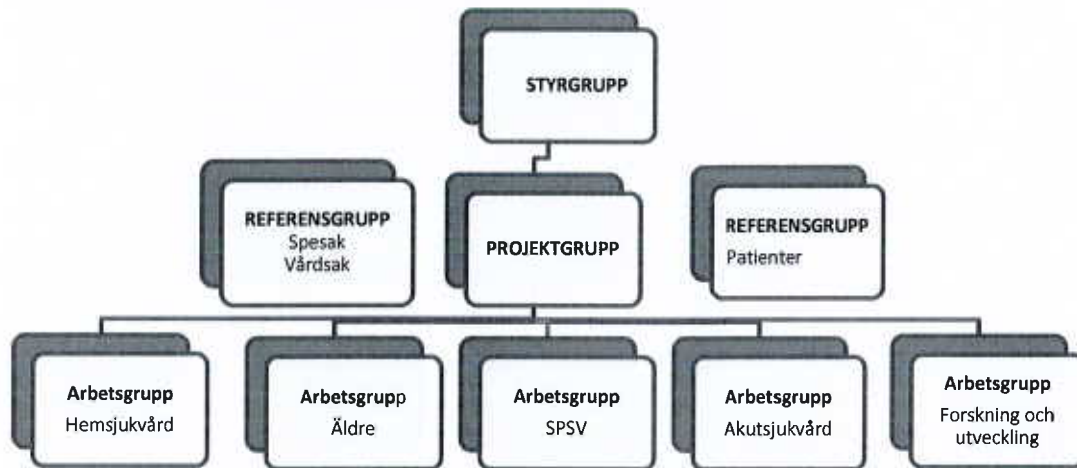 STYRGRUPP
REFERENSGRUPP
Spesak
Vårdsak
PROJEKTGRUPP
REFERENSGRUPP
Patienter
Arbetsgrupp
Hemsjukvård
Arbetsgrupp
Äldre
Arbetsgrupp
SPSV
Arbetsgrupp
Akutsjukvård
Arbetsgrupp
Forskning och
utveckling